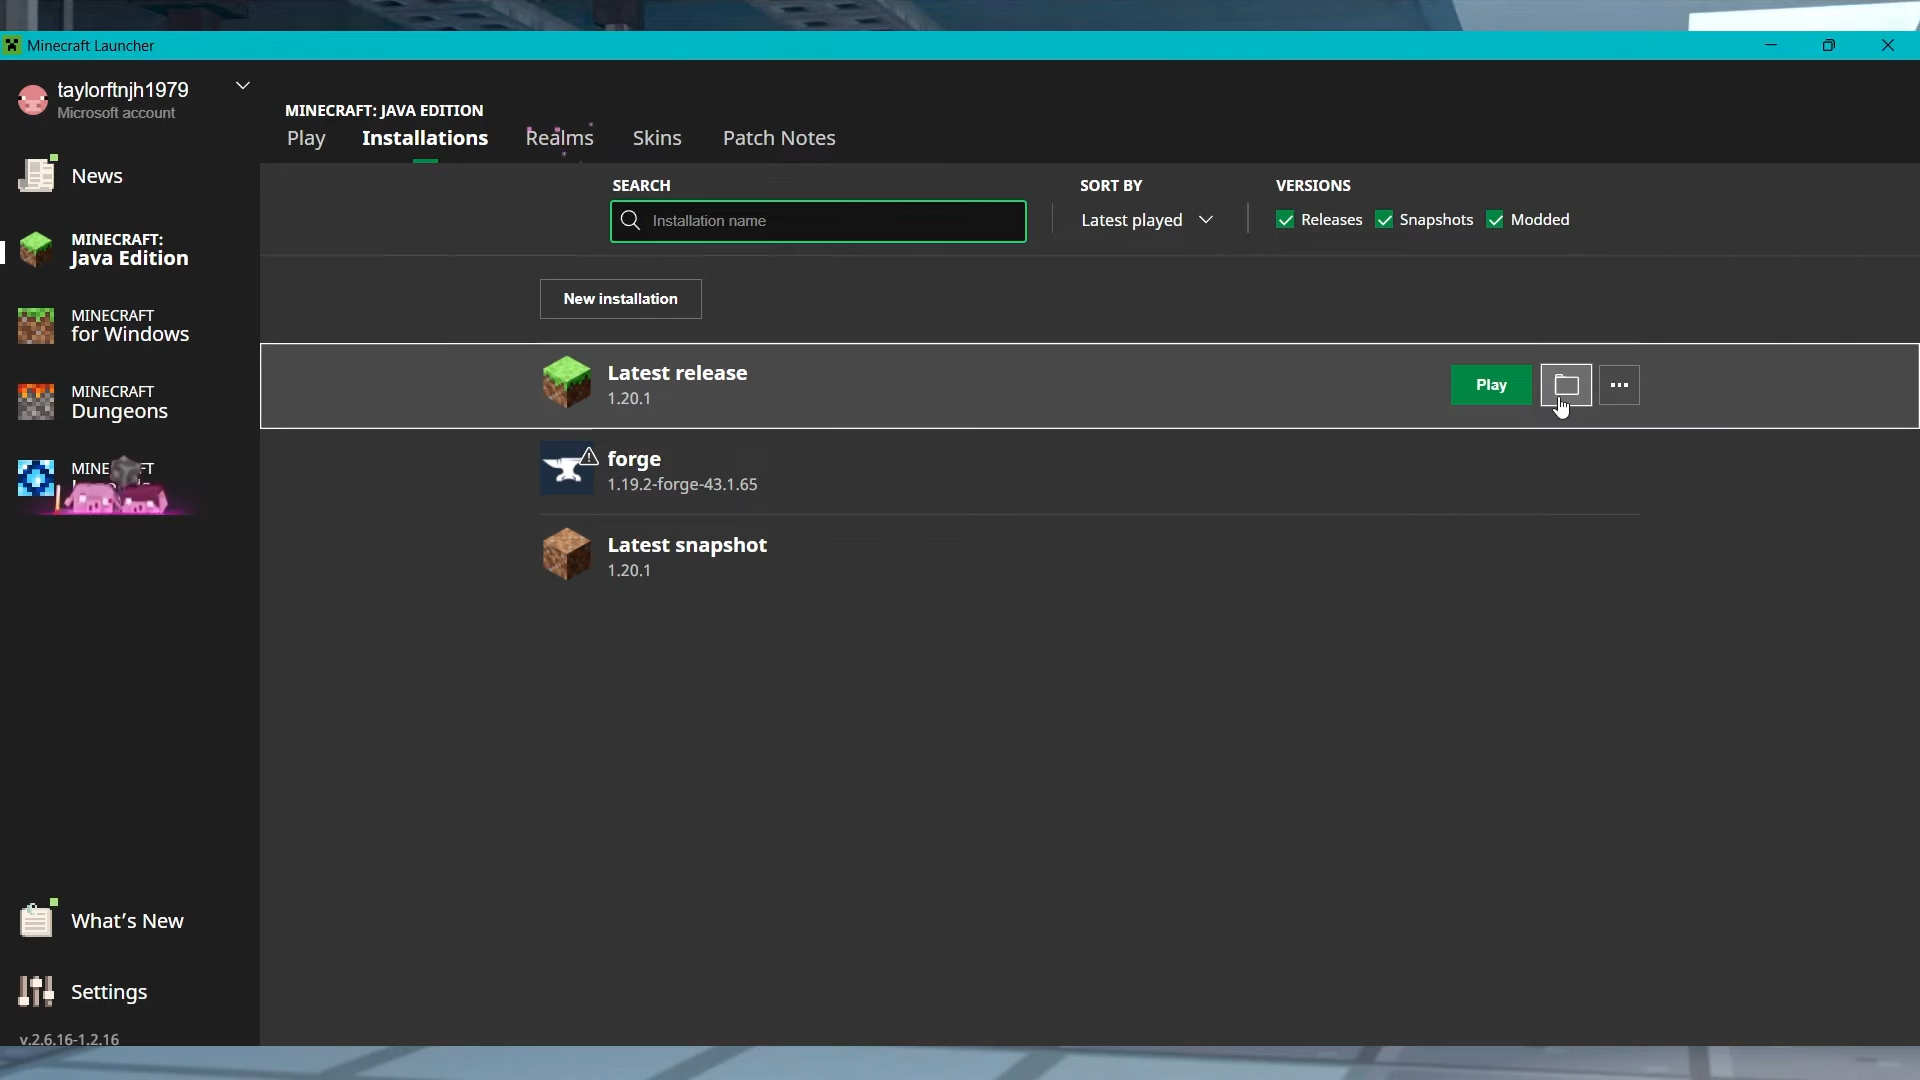 Minecraft Launcher
taylorftnjh1979
Microsoft account
News
MINECRAFT:
Java Edition
MINECRAFT
for Windows
MINECRAFT
Dungeons
What's New
Settings
v.2.6.16-1.2.16
MINECRAFT: JAVA EDITION
Play Installations Realms Skins Patch Notes
SEARCH SORT BY VERSIONS
Installation name Latest played Releases Snapshots Modded
New installation
Latest release
1.20.1
Play
forge
1.19.2-forge-43.1.65
Latest snapshot
1.20.1